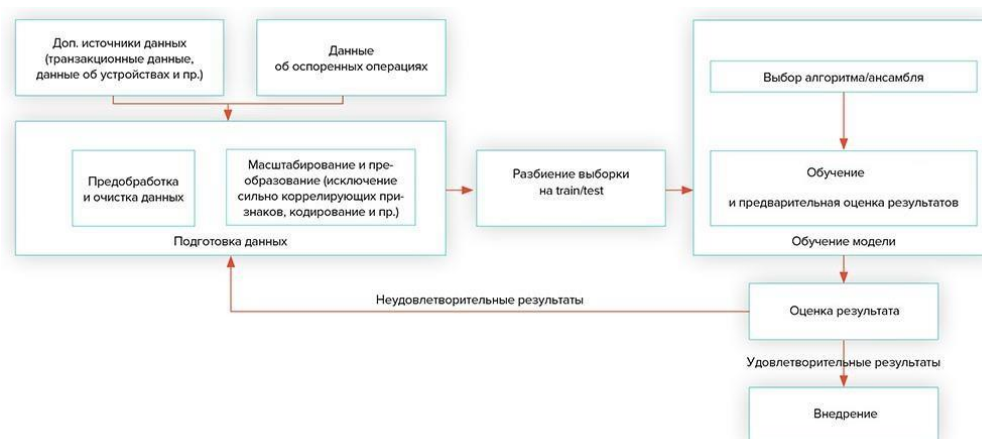 Доп. источники данных
(транзакционные данные,
данные об устройствах и пр.)
Данные
об оспоренных операциях
Предобработка
и очистка данных
Масштабирование и пре-
образование (исключение
сильно коррелирующих при-
знаков, кодирование и пр.)
Подготовка данных
Разбиение выборки
на train/test
Выбор алгоритма/ансамбля
Обучение
и предварительная оценка результатов
Обучение модели
Неудовлетворительные результаты
Оценка результата
Удовлетворительные результаты
Внедрение